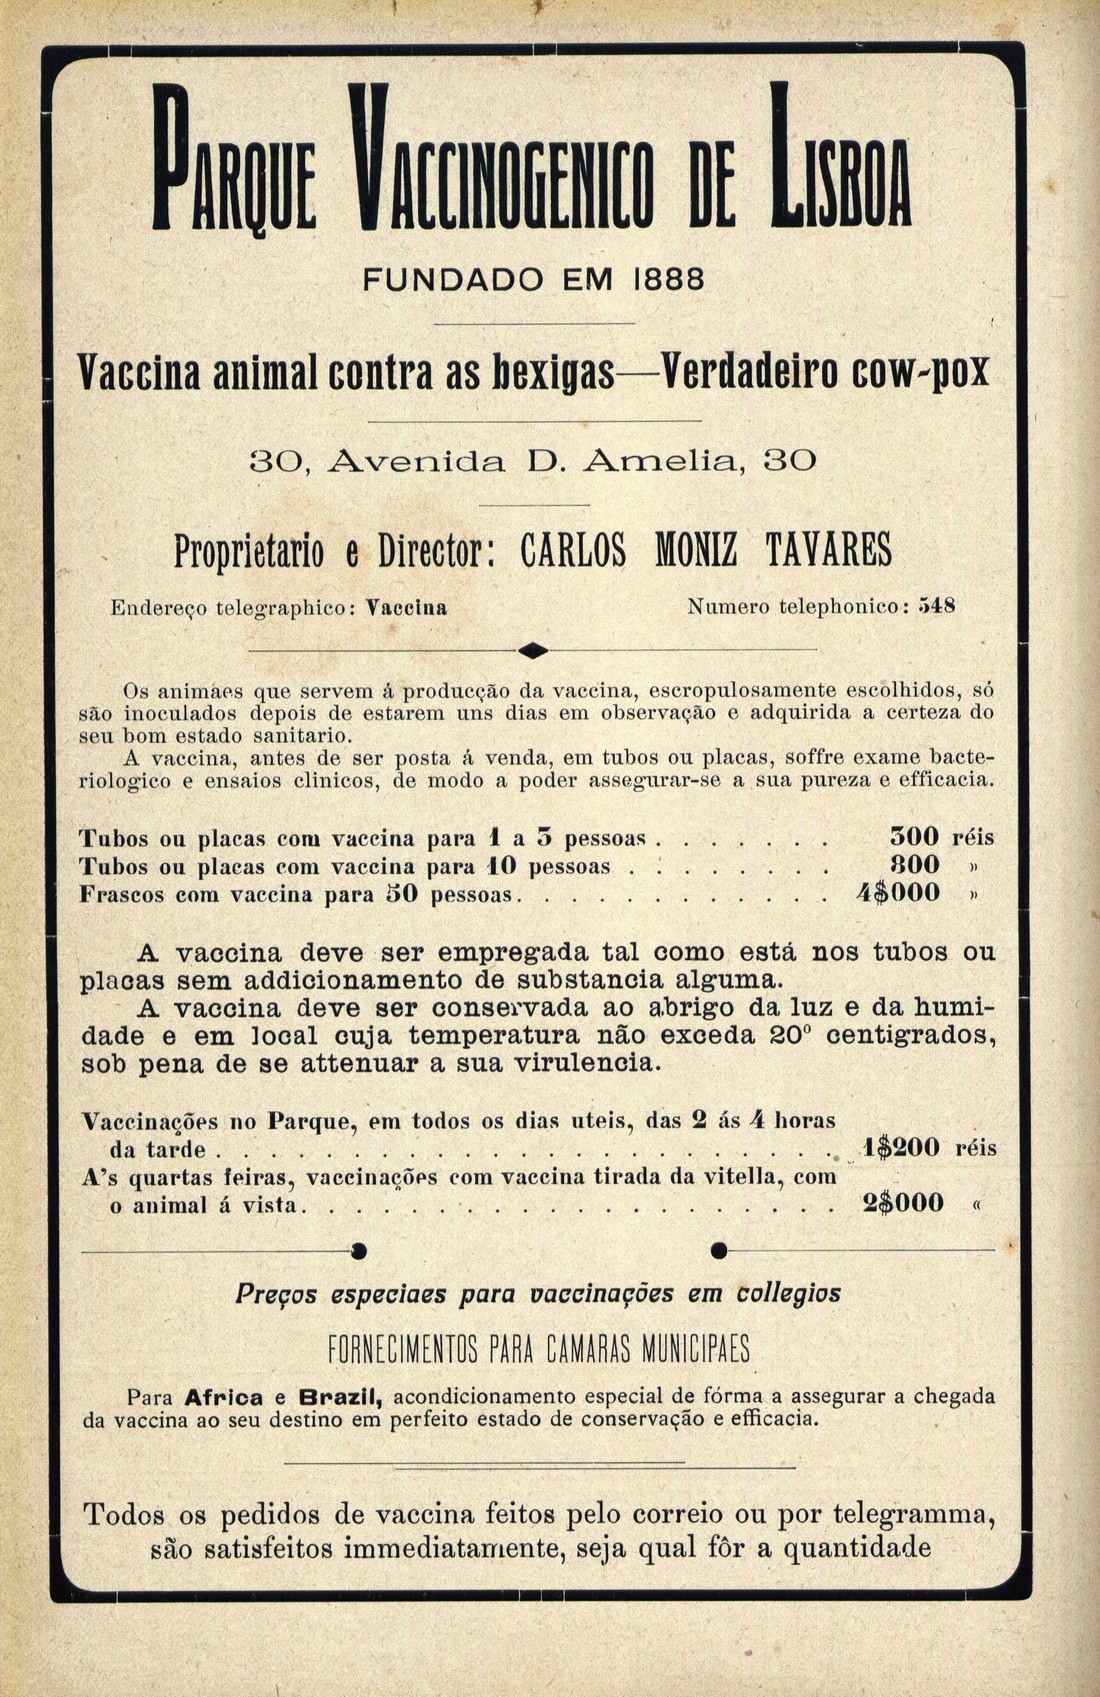 PARQUE VACCINOGENICO DE LISBOA
FUNDADO EM 1888
Vaccina animal contra as bexigas—Verdadeiro cow-pox
30, Avenida D. Amelia, 30
Proprietario e Director: CARLOS MONIZ TAVARES
Endereço telegraphico: Vaccina Numero telephonico: 548
Os animaes que servem á producção da vaccina, escropulosamente escolhidos, só
são inoculados depois de estarem uns dias em observação e adquirida a certeza do
seu bom estado sanitario.
A vaccina, antes de ser posta á venda, em tubos ou placas, soffre exame bacte-
riologico e ensaios clinicos, de modo a poder assegurar-se a sua pureza e efficacia.
Tubos ou placas com vaccina para 1 a 3 pessoas . . . . . . . 300 réis
Tubos ou placas com vaccina para 10 pessoas . . . . . . . . 800 »
Frascos com vaccina para 50 pessoas. . . . . . . . . . . . 4$000 »
A vaccina deve ser empregada tal como está nos tubos ou
placas sem addicionamento de substancia alguma.
A vaccina deve ser conservada ao abrigo da luz e da humi-
dade e em local cuja temperatura não exceda 20º centigrados,
sob pena de se attenuar a sua virulencia.
Vaccinações no Parque, em todos os dias uteis, das 2 ás 4 horas
da tarde . . . . . . . . . . . . . . . . . . . . . . . 1$200 réis
A's quartas feiras, vaccinações com vaccina tirada da vitella, com
o animal á vista. . . . . . . . . . . . . . . . . . . . 2$000 «
Preços especiaes para vaccinações em collegios
FORNECIMENTOS PARA CAMARAS MUNICIPAES
Para Africa e Brazil, acondicionamento especial de fórma a assegurar a chegada
da vaccina ao seu destino em perfeito estado de conservação e efficacia.
Todos os pedidos de vaccina feitos pelo correio ou por telegramma,
são satisfeitos immediatamente, seja qual fôr a quantidade